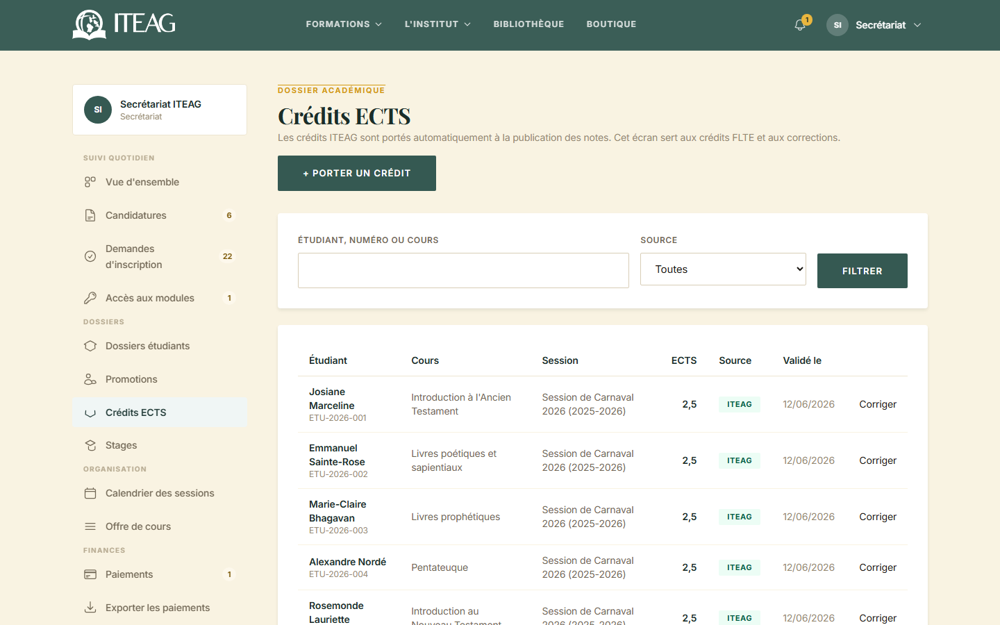 ITEAG
FORMATIONS
L'INSTITUT
BIBLIOTHÈQUE
BOUTIQUE
1
SI
Secrétariat
SI
Secrétariat ITEAG
Secrétariat
SUIVI QUOTIDIEN
Vue d'ensemble
Candidatures 6
Demandes
d'inscription 22
Accès aux modules 1
DOSSIERS
Dossiers étudiants
Promotions
Crédits ECTS
Stages
ORGANISATION
Calendrier des sessions
Offre de cours
FINANCES
Paiements 1
Exporter les paiements
DOSSIER ACADÉMIQUE
Crédits ECTS
Les crédits ITEAG sont portés automatiquement à la publication des notes. Cet écran sert aux crédits FLTE et aux corrections.
+ PORTER UN CRÉDIT
ÉTUDIANT, NUMÉRO OU COURS
SOURCE
Toutes
FILTRER
Étudiant Cours Session ECTS Source Validé le
Josiane
Marceline
ETU-2026-001
Introduction à l'Ancien
Testament
Session de Carnaval
2026 (2025-2026)
2,5
ITEAG
12/06/2026
Corriger
Emmanuel
Sainte-Rose
ETU-2026-002
Livres poétiques et
sapientiaux
Session de Carnaval
2026 (2025-2026)
2,5
ITEAG
12/06/2026
Corriger
Marie-Claire
Bhagavan
ETU-2026-003
Livres prophétiques
Session de Carnaval
2026 (2025-2026)
2,5
ITEAG
12/06/2026
Corriger
Alexandre Nordé
ETU-2026-004
Pentateuque
Session de Carnaval
2026 (2025-2026)
2,5
ITEAG
12/06/2026
Corriger
Rosemonde
Lauriette
Introduction au
Nouveau Testament
Session de Carnaval
2026 (2025-2026)
2,5
ITEAG
12/06/2026
Corriger